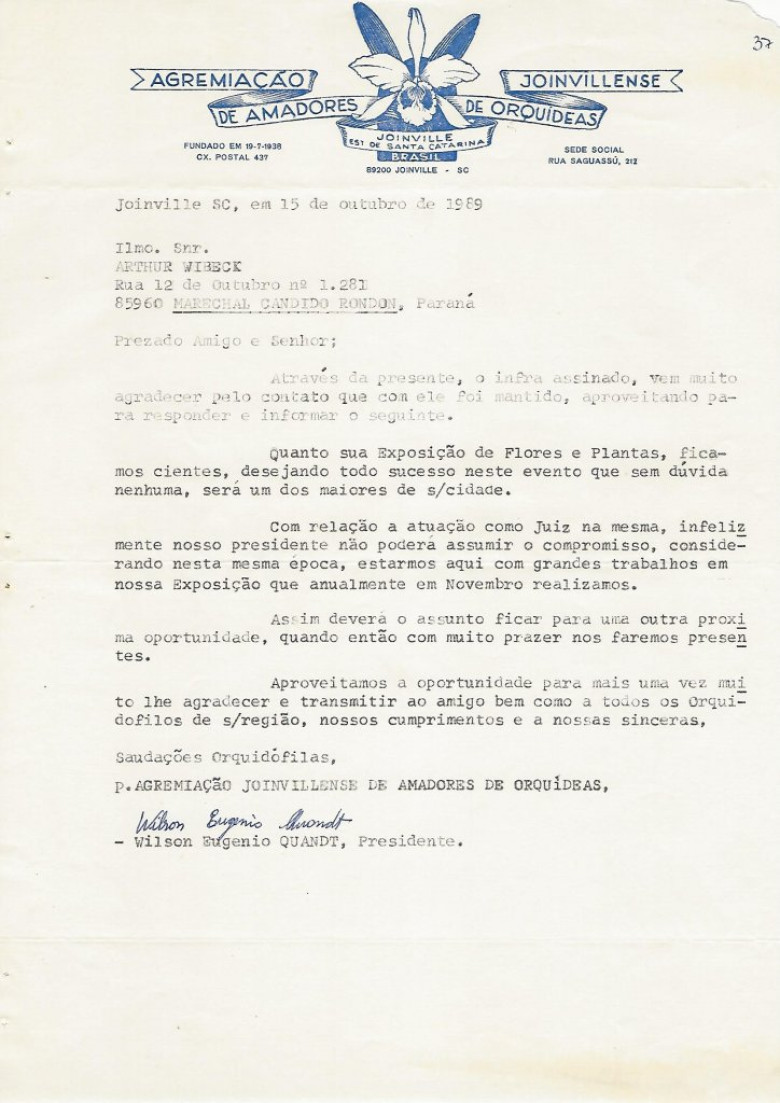 37
AGREMIAÇÃO JOINVILLENSE
DE AMADORES DE ORQUÍDEAS
JOINVILLE
EST DE SANTA CATARINA
BRASIL
89200 JOINVILLE - SC
FUNDADO EM 19-7-1938
CX. POSTAL 437
SEDE SOCIAL
RUA SAGUASSÚ, 212
Joinville SC, em 15 de outubro de 1989
Ilmo. Snr.
ARTHUR WIBECK
Rua 12 de Outubro nº 1.281
85960 MARECHAL CANDIDO RONDON, Paraná
Prezado Amigo e Senhor;
Através da presente, o infra assinado, vem muito
agradecer pelo contato que com ele foi mantido, aproveitando pa-
ra responder e informar o seguinte.
Quanto sua Exposição de Flores e Plantas, fica-
mos cientes, desejando todo sucesso neste evento que sem dúvida
nenhuma, será um dos maiores de s/cidade.
Com relação a atuação como Juiz na mesma, infeliz
mente nosso presidente não poderá assumir o compromisso, conside-
rando nesta mesma época, estarmos aqui com grandes trabalhos em
nossa Exposição que anualmente em Novembro realizamos.
Assim deverá o assunto ficar para uma outra proxi
ma oportunidade, quando então com muito prazer nos faremos presen
tes.
Aproveitamos a oportunidade para mais uma vez mui
to lhe agradecer e transmitir ao amigo bem como a todos os Orqui-
dofilos de s/região, nossos cumprimentos e a nossas sinceras,
Saudações Orquidófilas,
p.AGREMIAÇÃO JOINVILLENSE DE AMADORES DE ORQUÍDEAS,
Wilson Eugenio Quandt
- Wilson Eugenio QUANDT, Presidente.